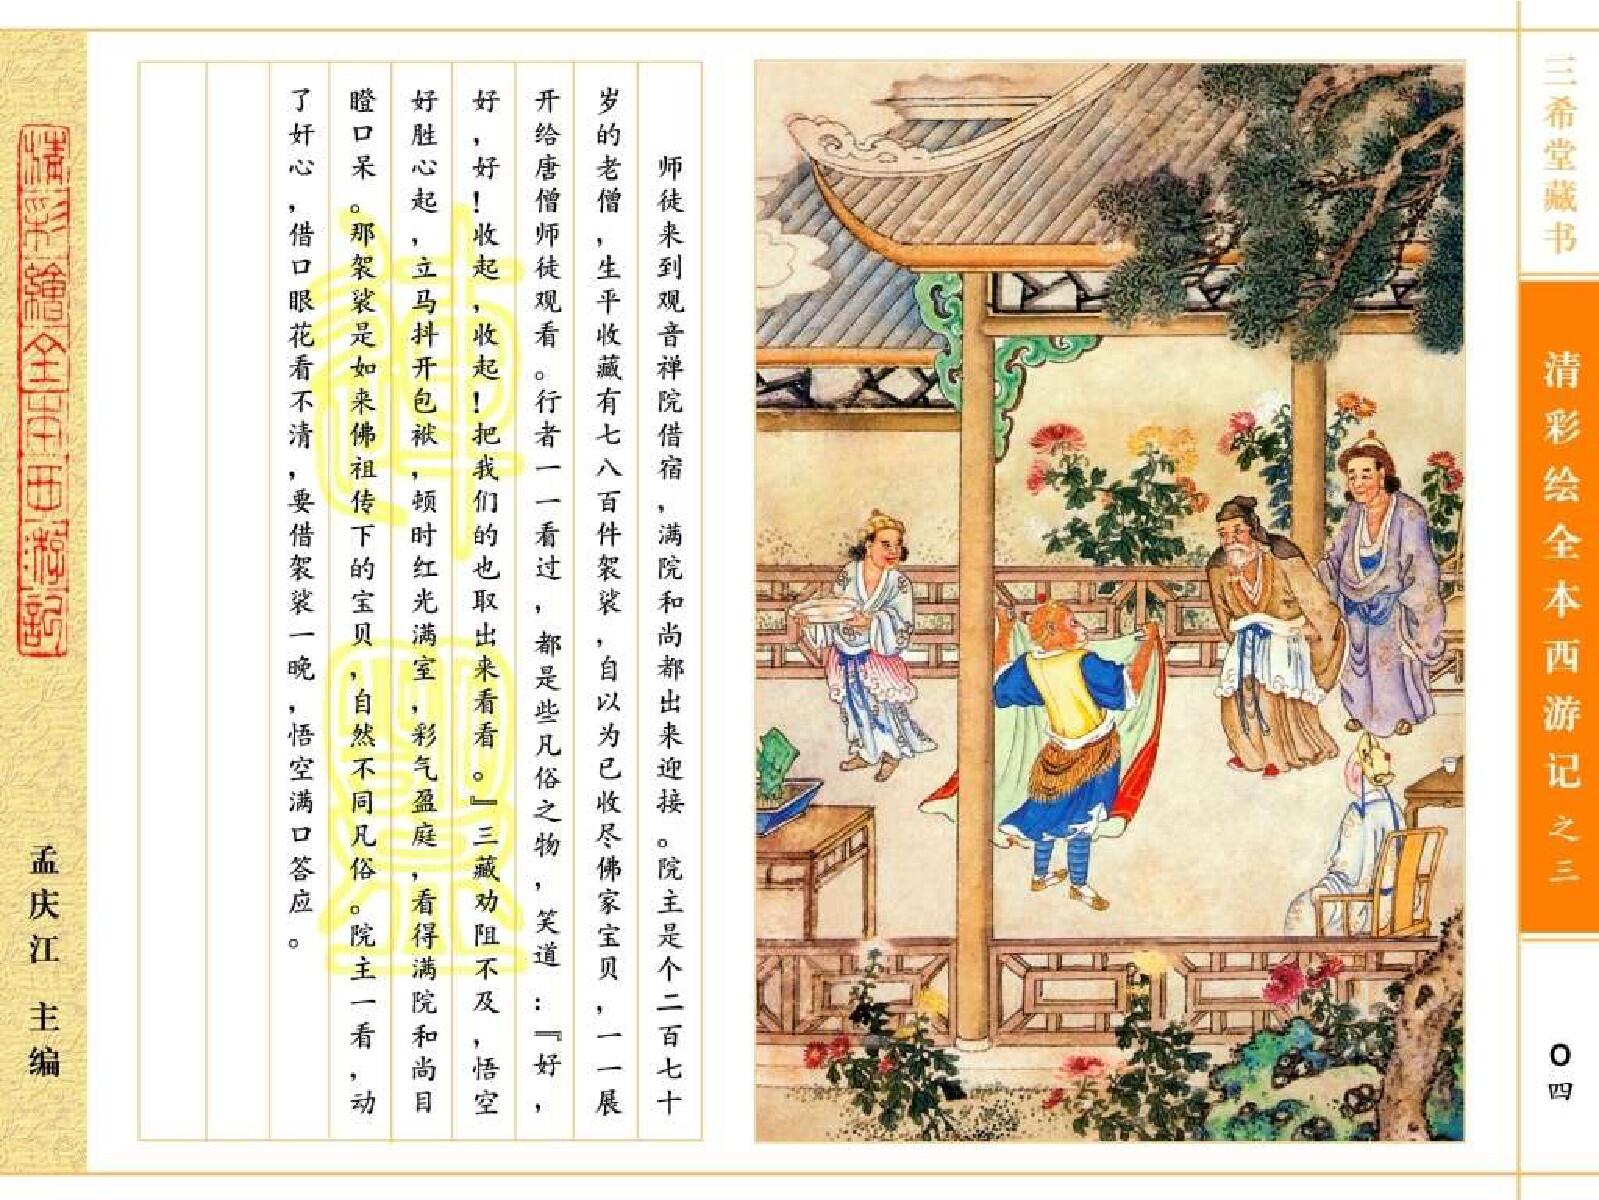 三希堂藏书
清彩绘全本西游记之三
〇四
师徒来到观音禅院借宿，满院和尚都出来迎接。院主是个二百七十
岁的老僧，生平收藏有七八百件袈裟，自以为已收尽佛家宝贝，一一展
开给唐僧师徒观看。行者一一看过，都是些凡俗之物，笑道：『好，
好，好！收起，收起！把我们的也取出来看看。』三藏劝阻不及，悟空
好胜心起，立马抖开包袱，顿时红光满室，彩气盈庭，看得满院和尚目
瞪口呆。那袈裟是如来佛祖传下的宝贝，自然不同凡俗。院主一看，动
了奸心，借口眼花看不清，要借袈裟一晚，悟空满口答应。
清彩繪全本西游記
孟庆江 主编